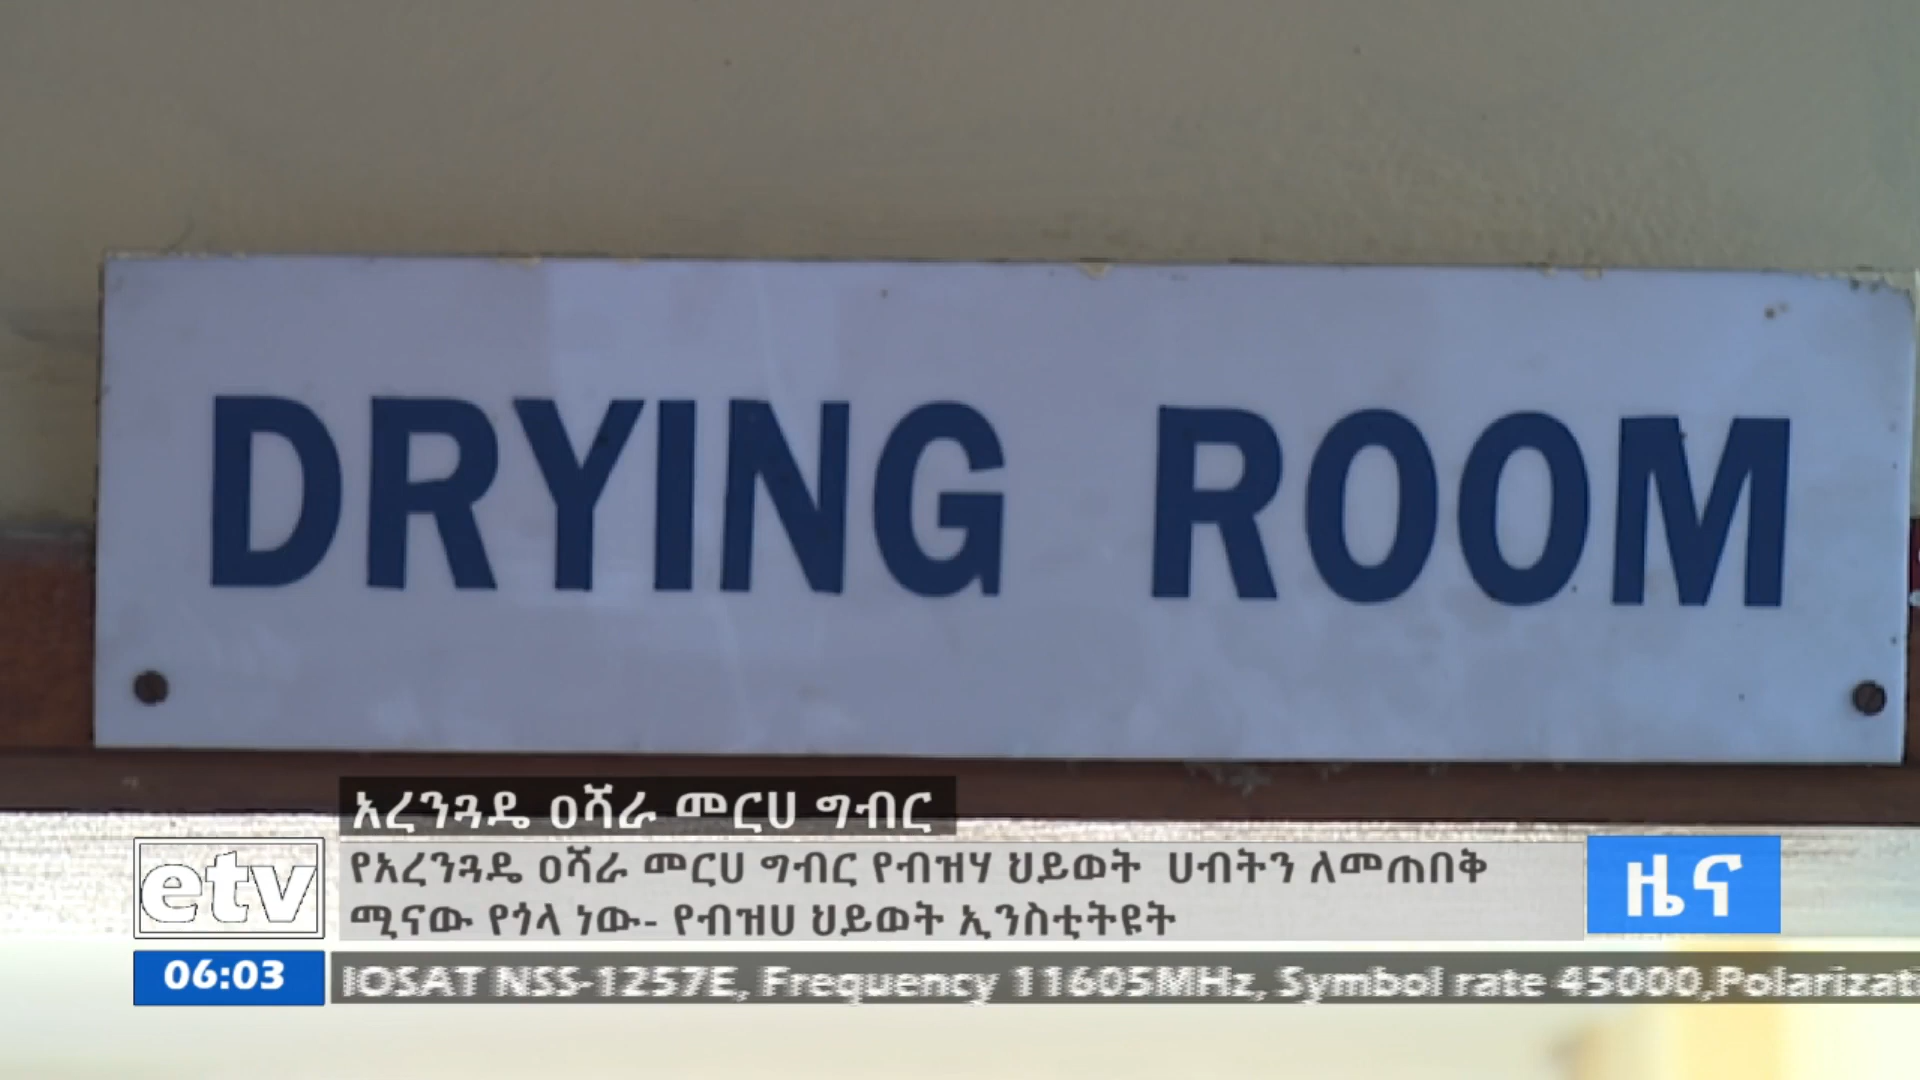 DRYING ROOM
አረንጓዴ ዐሻራ መርሀ ግብር
የአረንጓዴ ዐሻራ መርሀ ግብር የብዝሃ ህይወት ሀብትን ለመጠበቅ
ሚናው የጎላ ነው- የብዝሀ ህይወት ኢንስቲትዩት
etv
ዜና
06:03
IOSAT NSS-1257E, Frequency 11605MHz, Symbol rate 45000,Polarizati